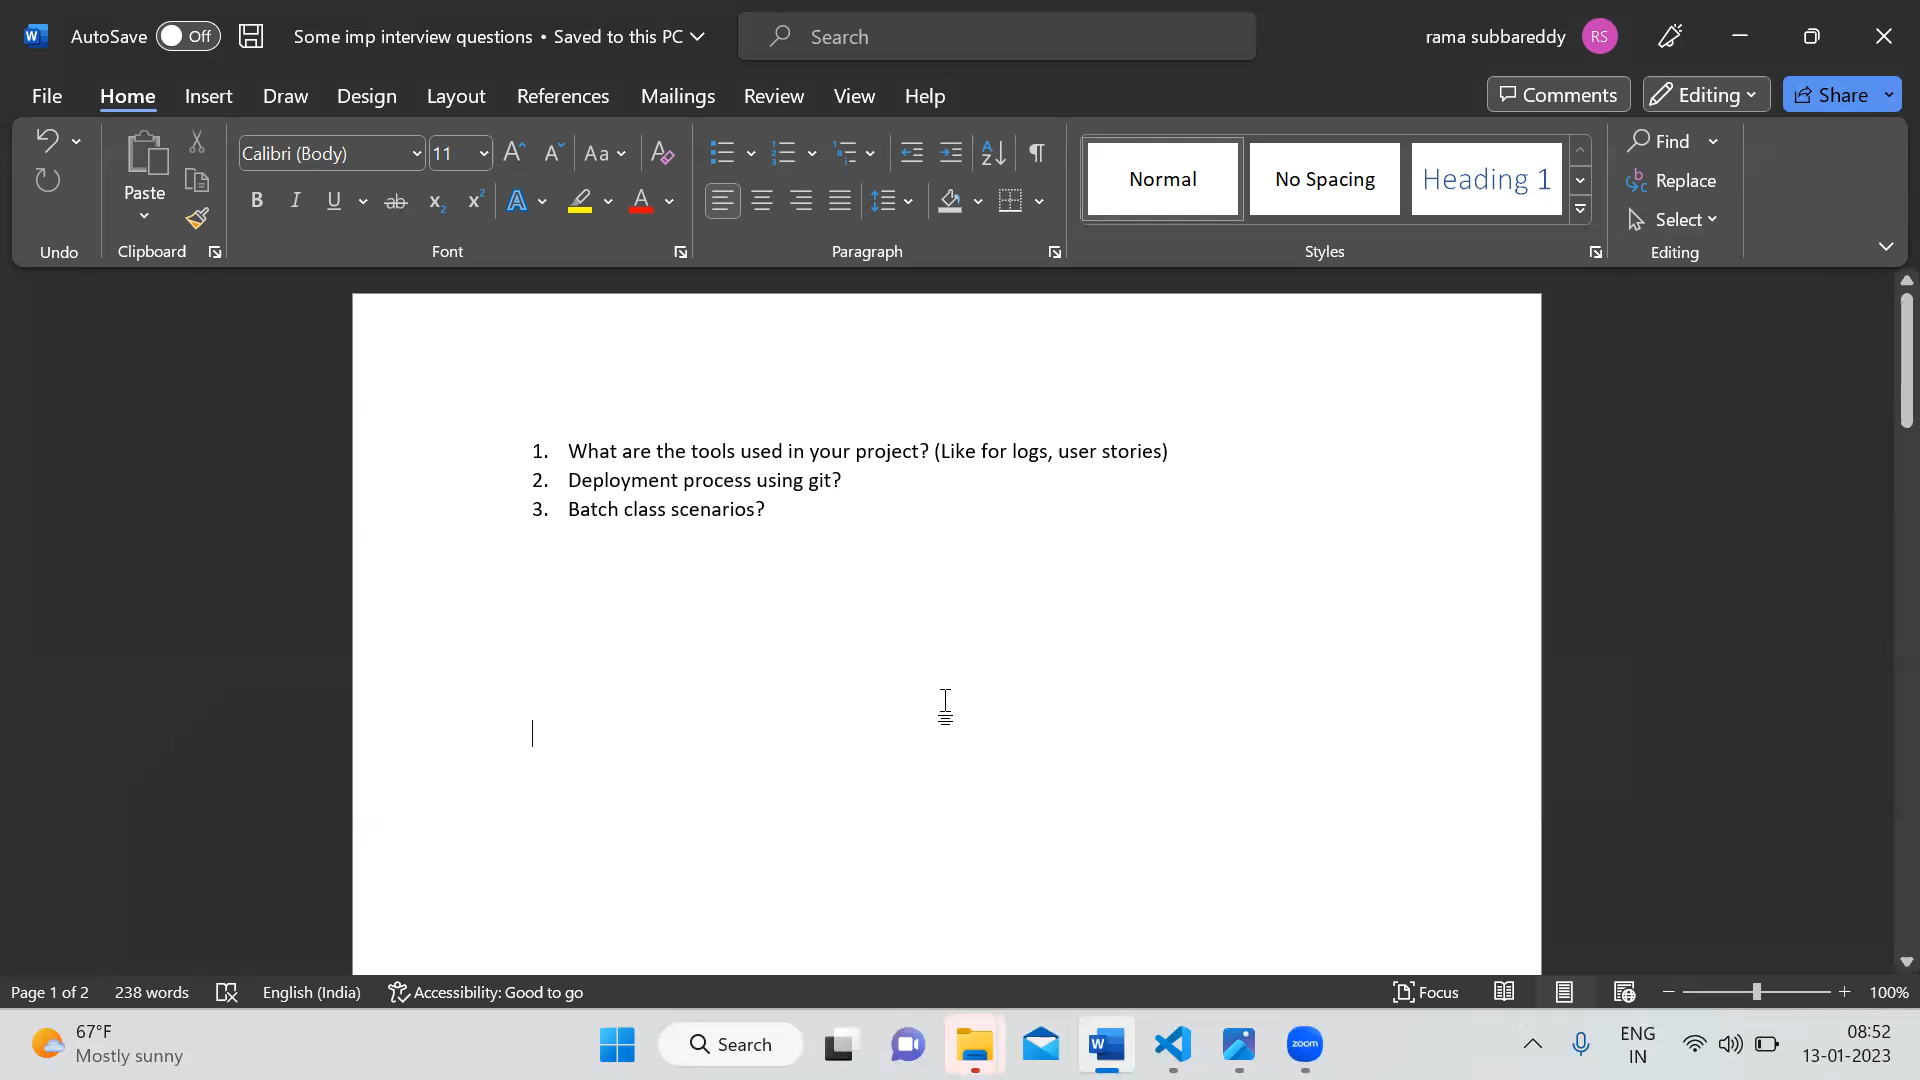 AutoSave Off Some imp interview questions • Saved to this PC Search rama subbareddy RS
File Home Insert Draw Design Layout References Mailings Review View Help Comments Editing Share
Paste Calibri (Body) 11 Aa Normal No Spacing Heading 1 Find
Replace
Select
Undo Clipboard Font Paragraph Styles Editing
1. What are the tools used in your project? (Like for logs, user stories)
2. Deployment process using git?
3. Batch class scenarios?
Page 1 of 2 238 words English (India) Accessibility: Good to go Focus 100%
67°F
Mostly sunny
Search
zoom
ENG
IN
08:52
13-01-2023